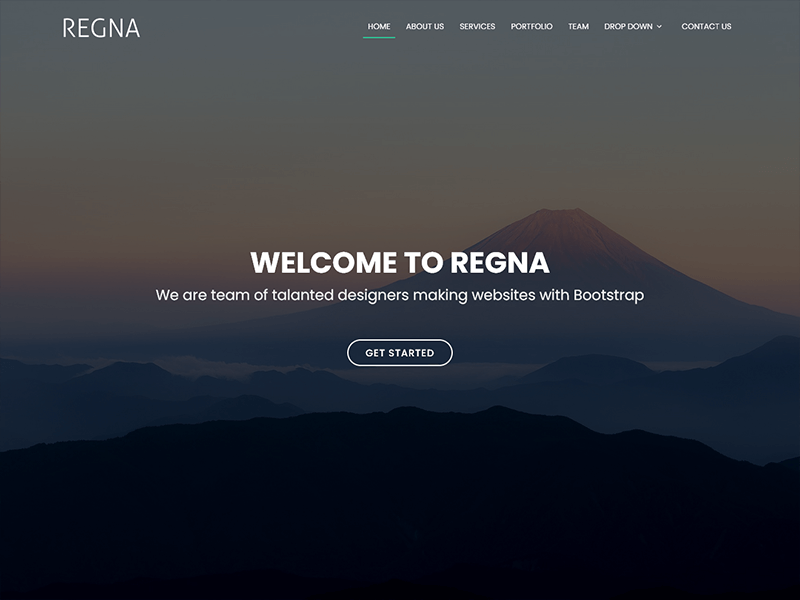 REGNA
HOME ABOUT US SERVICES PORTFOLIO TEAM DROP DOWN CONTACT US
WELCOME TO REGNA
We are team of talanted designers making websites with Bootstrap
GET STARTED